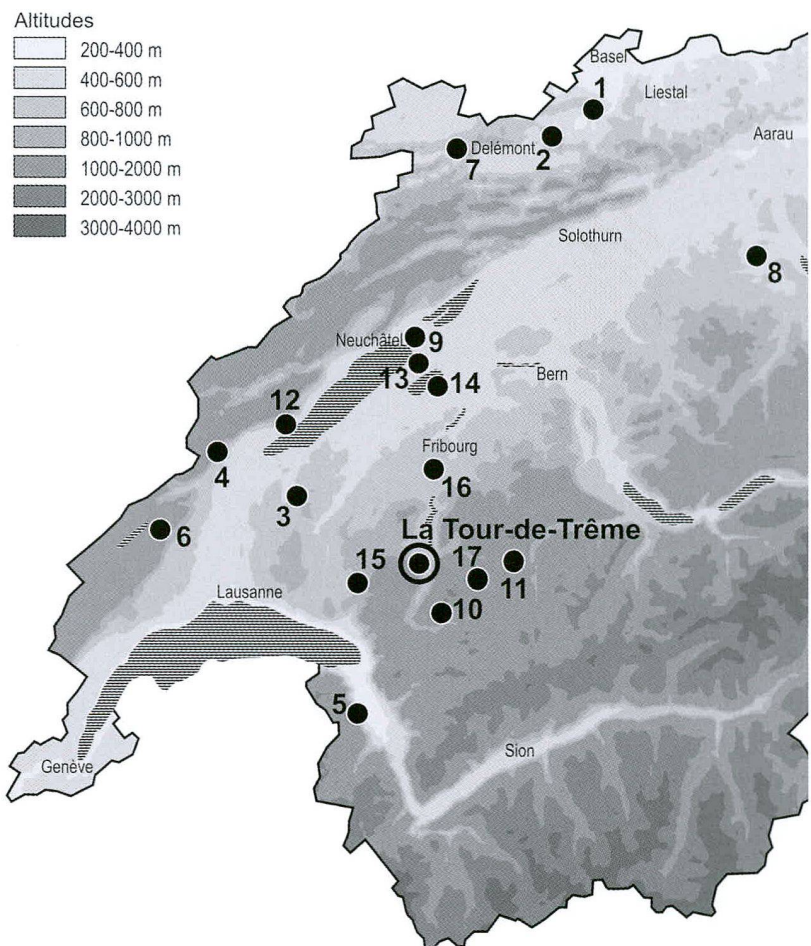 Altitudes
200-400 m
400-600 m
600-800 m
800-1000 m
1000-2000 m
2000-3000 m
3000-4000 m
Basel
1
Liestal
Aarau
2
Delémont
7
Solothurn
8
Neuchâtel
9
13
14
Bern
12
4
Fribourg
16
3
6
La Tour-de-Trême
15
17
11
Lausanne
10
5
Sion
Genève